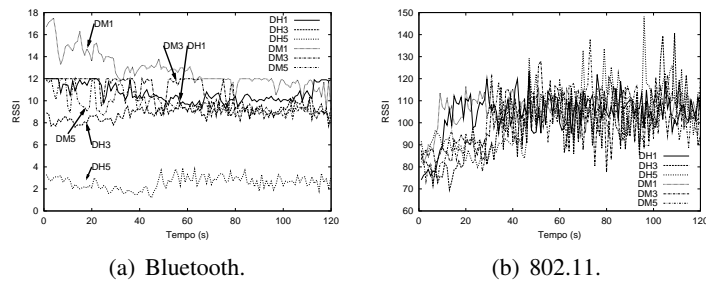 RSSI
18
16
14
12
10
8
6
4
2
0
0 20 40 60 80 100 120
Tempo (s)
DH1
DH3
DH5
DM1
DM3
DM5
DM1
DM3 DH1
DM5
DH3
DH5
(a) Bluetooth.
RSSI
150
140
130
120
110
100
90
80
70
60
0 20 40 60 80 100 120
Tempo (s)
DH1
DH3
DH5
DM1
DM3
DM5
(b) 802.11.